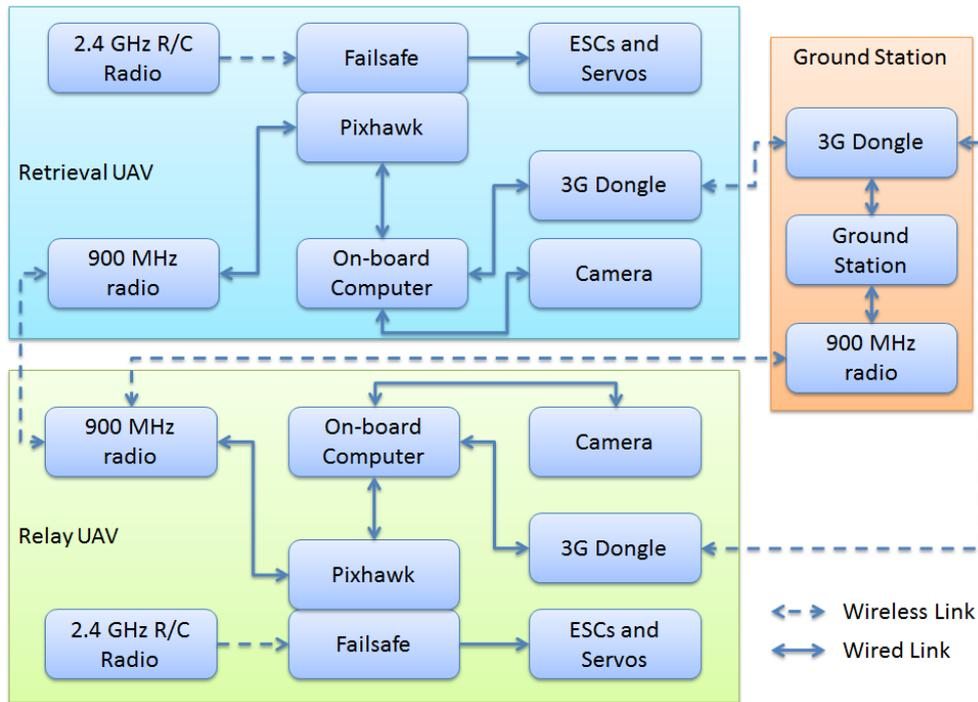 2.4 GHz R/C
Radio
Failsafe
ESCs and
Servos
Pixhawk
Retrieval UAV
3G Dongle
900 MHz
radio
On-board
Computer
Camera
Ground Station
3G Dongle
Ground
Station
900 MHz
radio
900 MHz
radio
On-board
Computer
Camera
Relay UAV
3G Dongle
Pixhawk
2.4 GHz R/C
Radio
Failsafe
ESCs and
Servos
Wireless Link
Wired Link